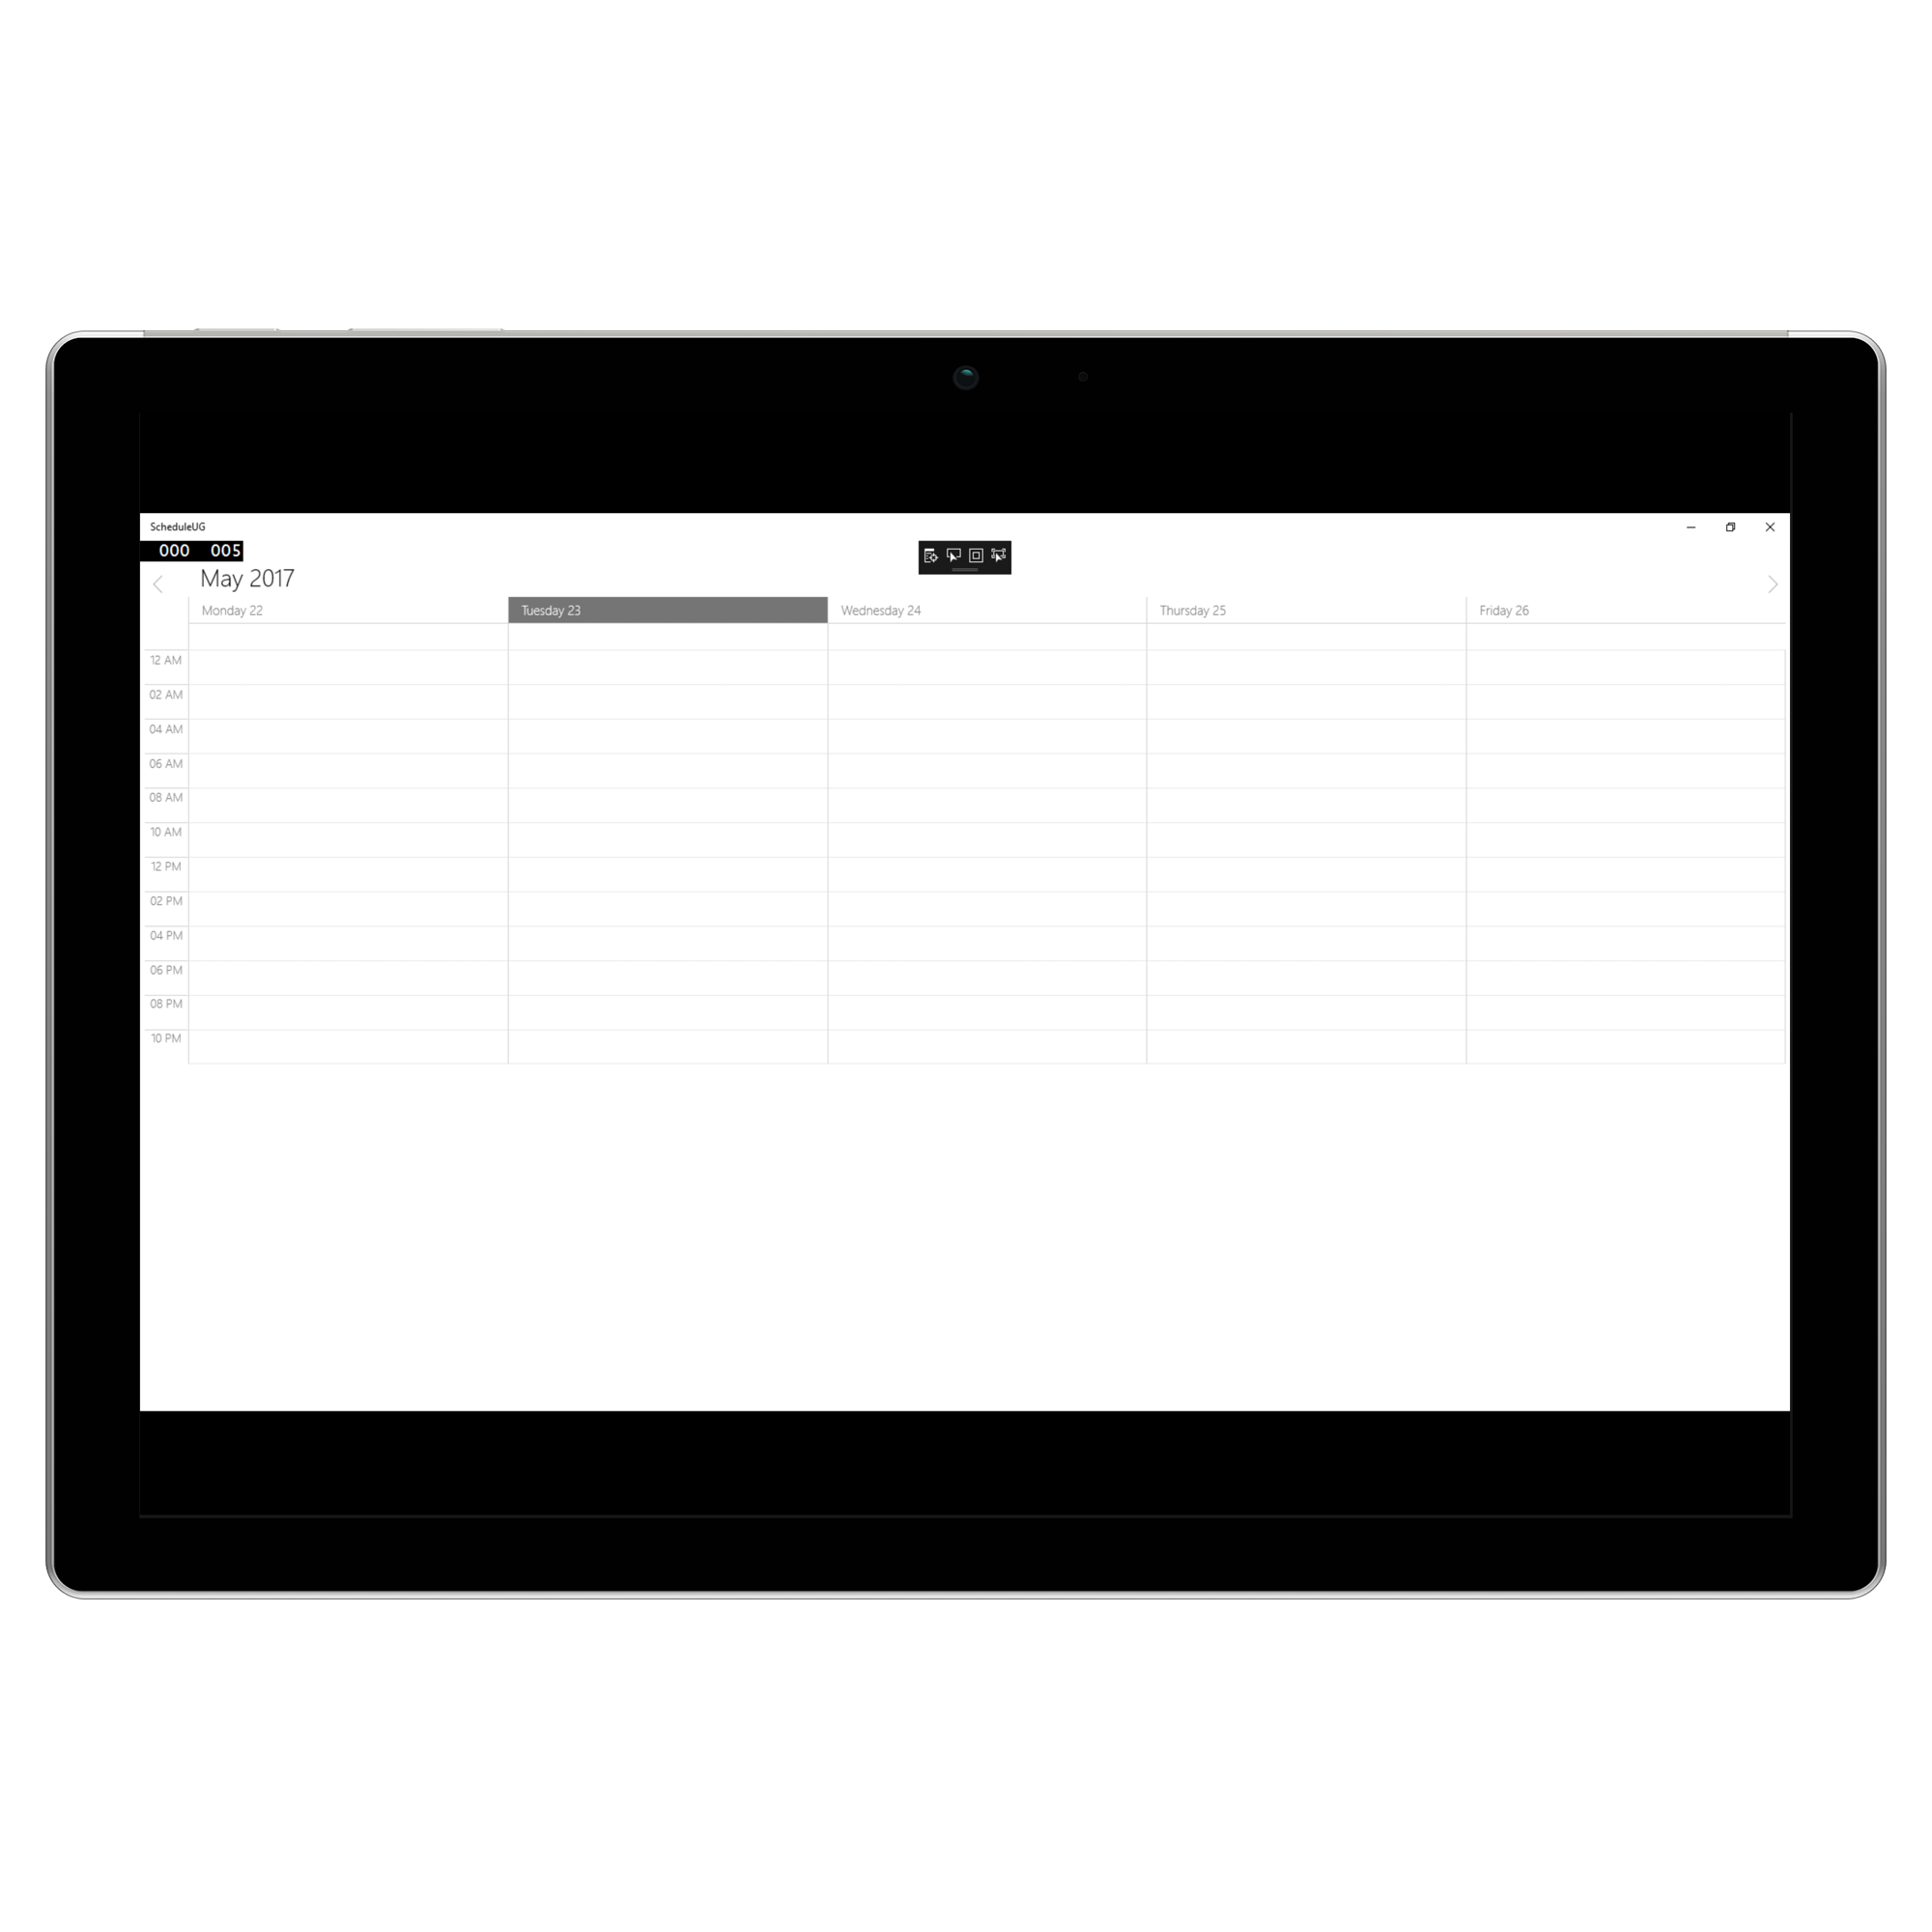 ScheduleUG
000 005
May 2017
Monday 22 Tuesday 23 Wednesday 24 Thursday 25 Friday 26
12 AM
02 AM
04 AM
06 AM
08 AM
10 AM
12 PM
02 PM
04 PM
06 PM
08 PM
10 PM